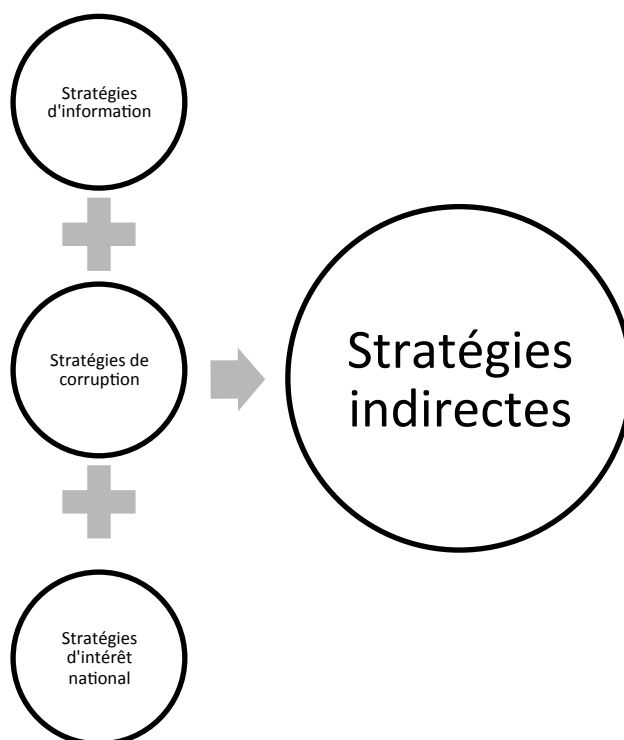 Stratégies
d'information
Stratégies de
corruption
Stratégies
d'intérêt
national
Stratégies
indirectes